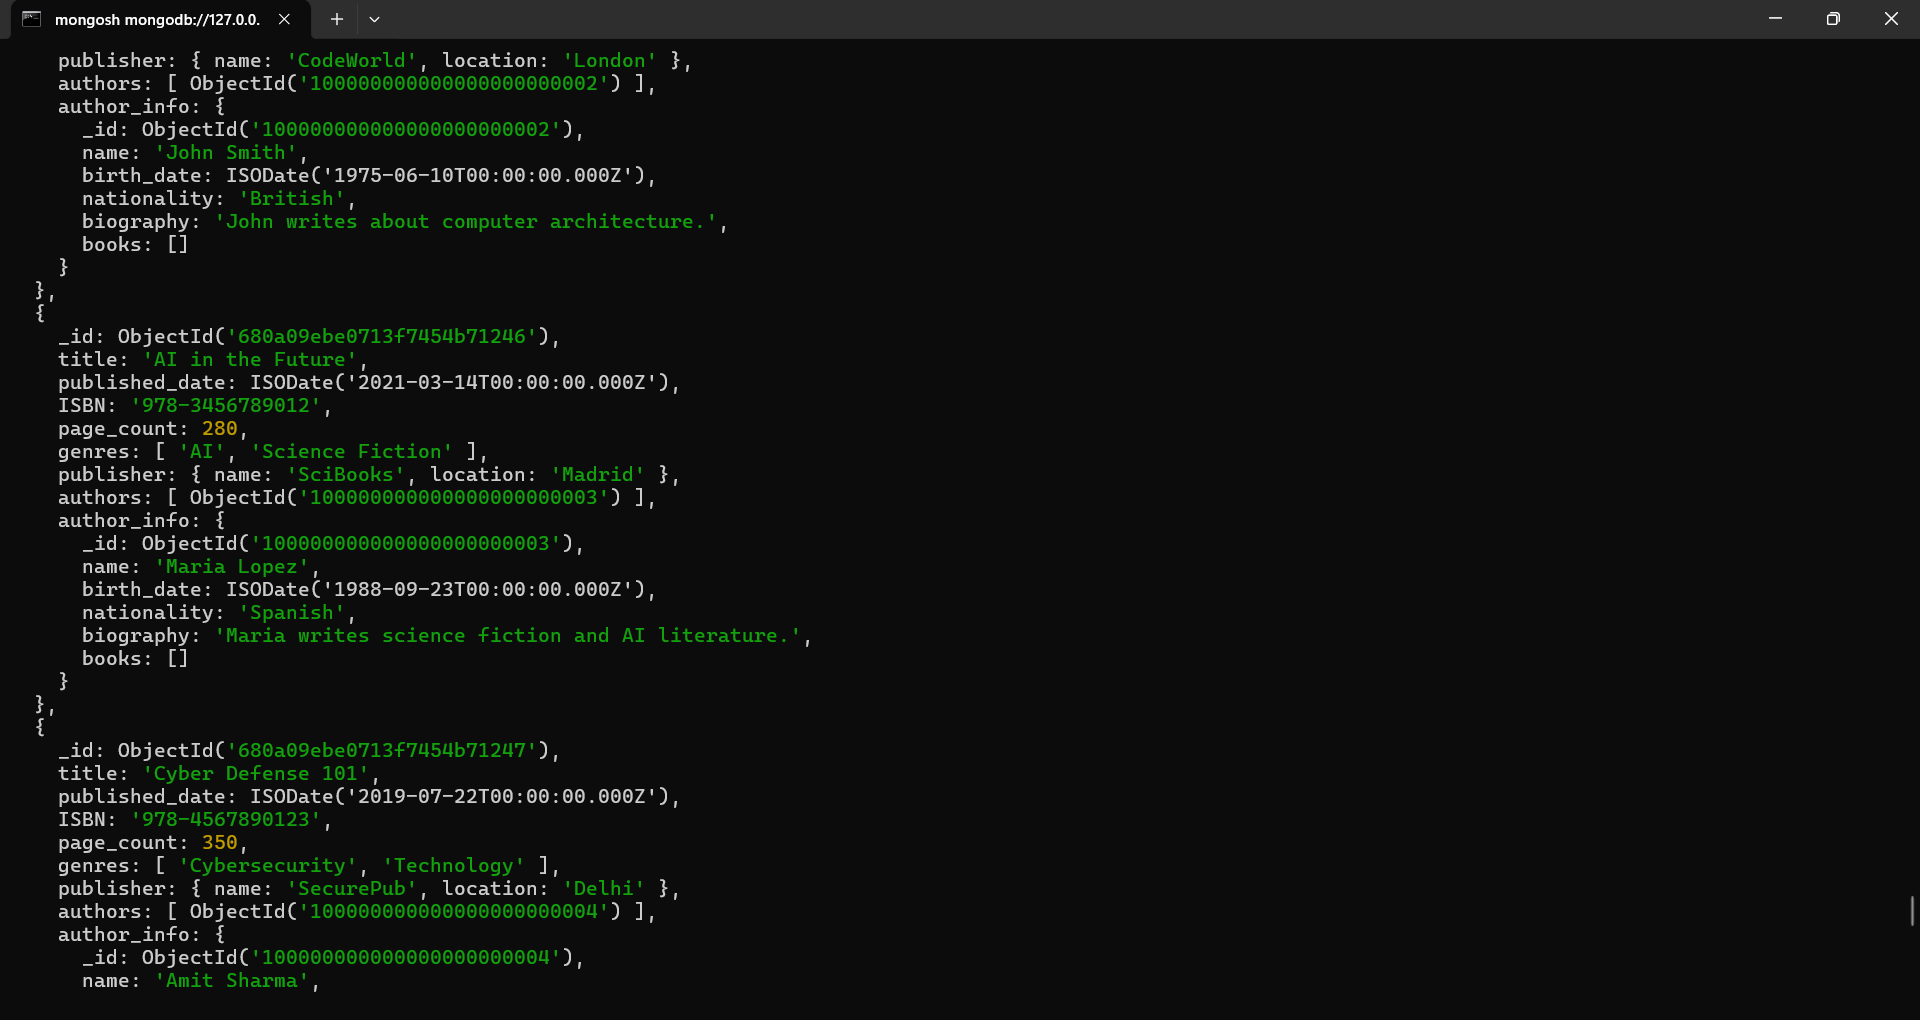 mongosh mongodb://127.0.0.
publisher: { name: 'CodeWorld', location: 'London' },
authors: [ ObjectId('100000000000000000000002') ],
author_info: {
_id: ObjectId('100000000000000000000002'),
name: 'John Smith',
birth_date: ISODate('1975-06-10T00:00:00.000Z'),
nationality: 'British',
biography: 'John writes about computer architecture.',
books: []
}
},
{
_id: ObjectId('680a09ebe0713f7454b71246'),
title: 'AI in the Future',
published_date: ISODate('2021-03-14T00:00:00.000Z'),
ISBN: '978-3456789012',
page_count: 280,
genres: [ 'AI', 'Science Fiction' ],
publisher: { name: 'SciBooks', location: 'Madrid' },
authors: [ ObjectId('100000000000000000000003') ],
author_info: {
_id: ObjectId('100000000000000000000003'),
name: 'Maria Lopez',
birth_date: ISODate('1988-09-23T00:00:00.000Z'),
nationality: 'Spanish',
biography: 'Maria writes science fiction and AI literature.',
books: []
}
},
{
_id: ObjectId('680a09ebe0713f7454b71247'),
title: 'Cyber Defense 101',
published_date: ISODate('2019-07-22T00:00:00.000Z'),
ISBN: '978-4567890123',
page_count: 350,
genres: [ 'Cybersecurity', 'Technology' ],
publisher: { name: 'SecurePub', location: 'Delhi' },
authors: [ ObjectId('100000000000000000000004') ],
author_info: {
_id: ObjectId('100000000000000000000004'),
name: 'Amit Sharma',